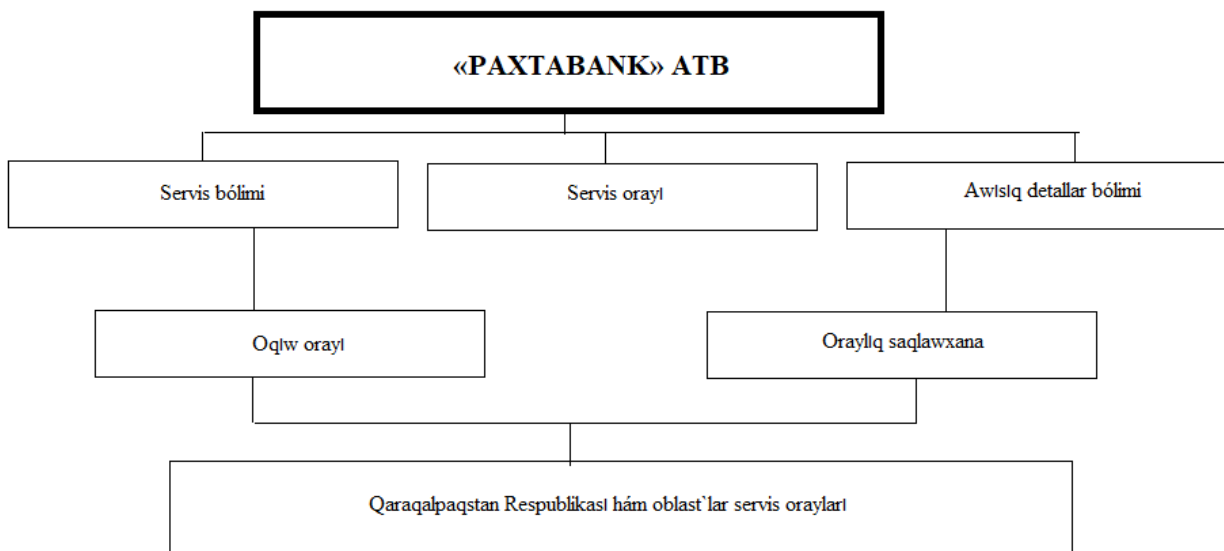 «PAXTABANK» ATB
Servis bólimi
Servis orayı
Awısıq detallar bólimi
Oqıw orayı
Oraylıq saqlawxana
Qaraqalpaqstan Respublikası hám oblast`lar servis orayları